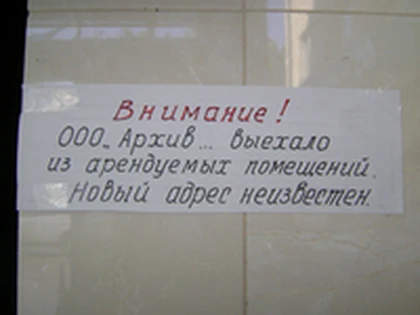 Внимание!
ООО „Архив... выехало
из арендуемых помещений.
Новый адрес неизвестен.